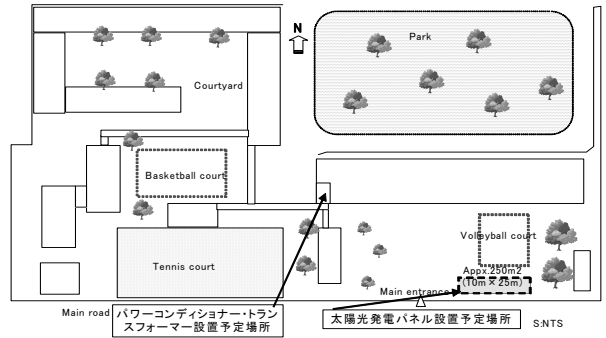 N
Park
Courtyard
Basketball court
Volleyball court
Appx.250m2
(10m×25m)
Tennis court
Main entrance
Main road
パワーコンディショナー・トラン
スフォーマー設置予定場所
太陽光発電パネル設置予定場所
S:NTS